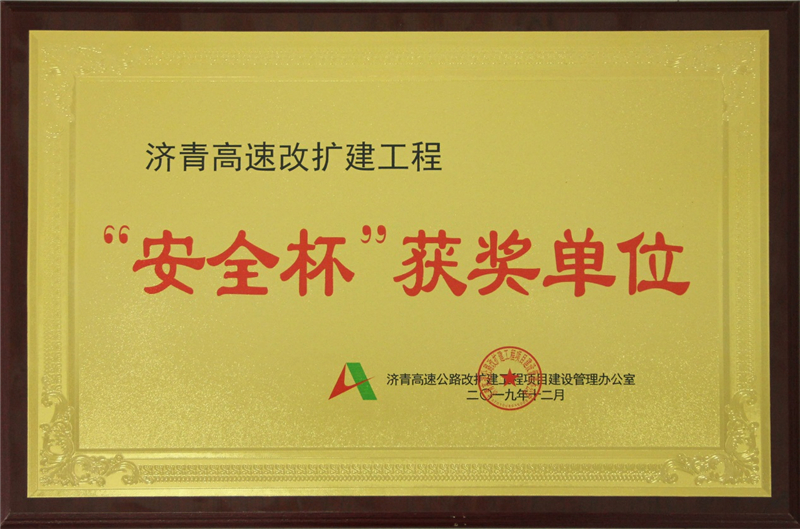 济青高速改扩建工程
“安全杯”获奖单位
济青高速公路改扩建工程项目建设管理办公室
二〇一九年十二月